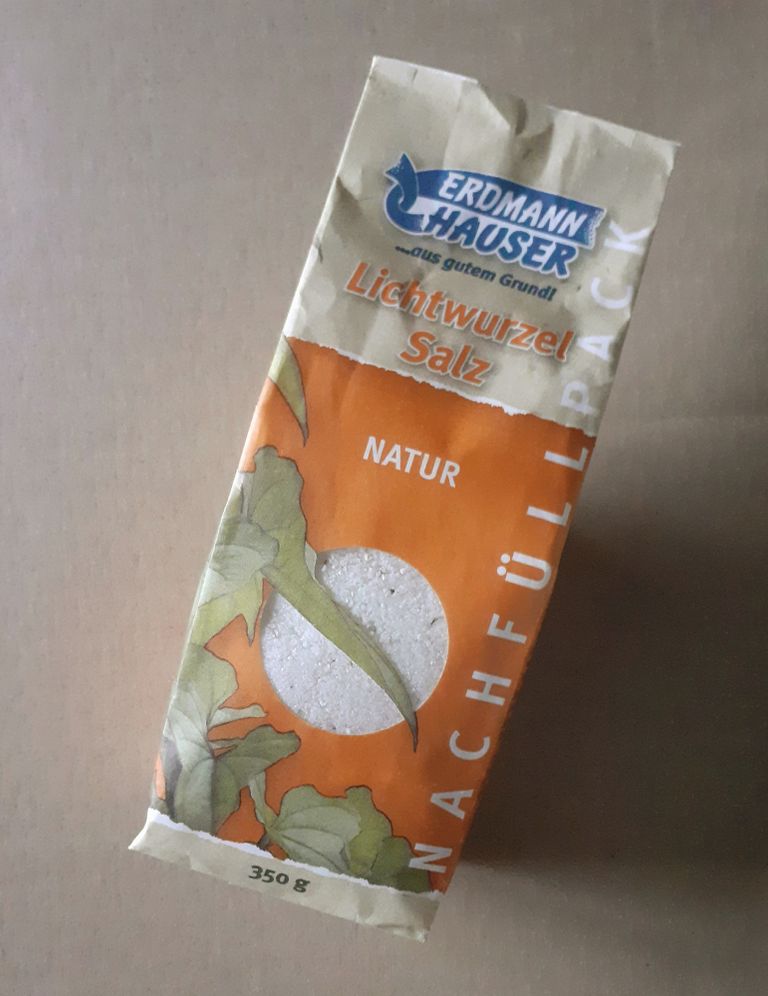 ERDMANN
HAUSER
...aus gutem Grund!
Lichtwurzel
Salz
NATUR
NACHFÜLLPACK
350 g